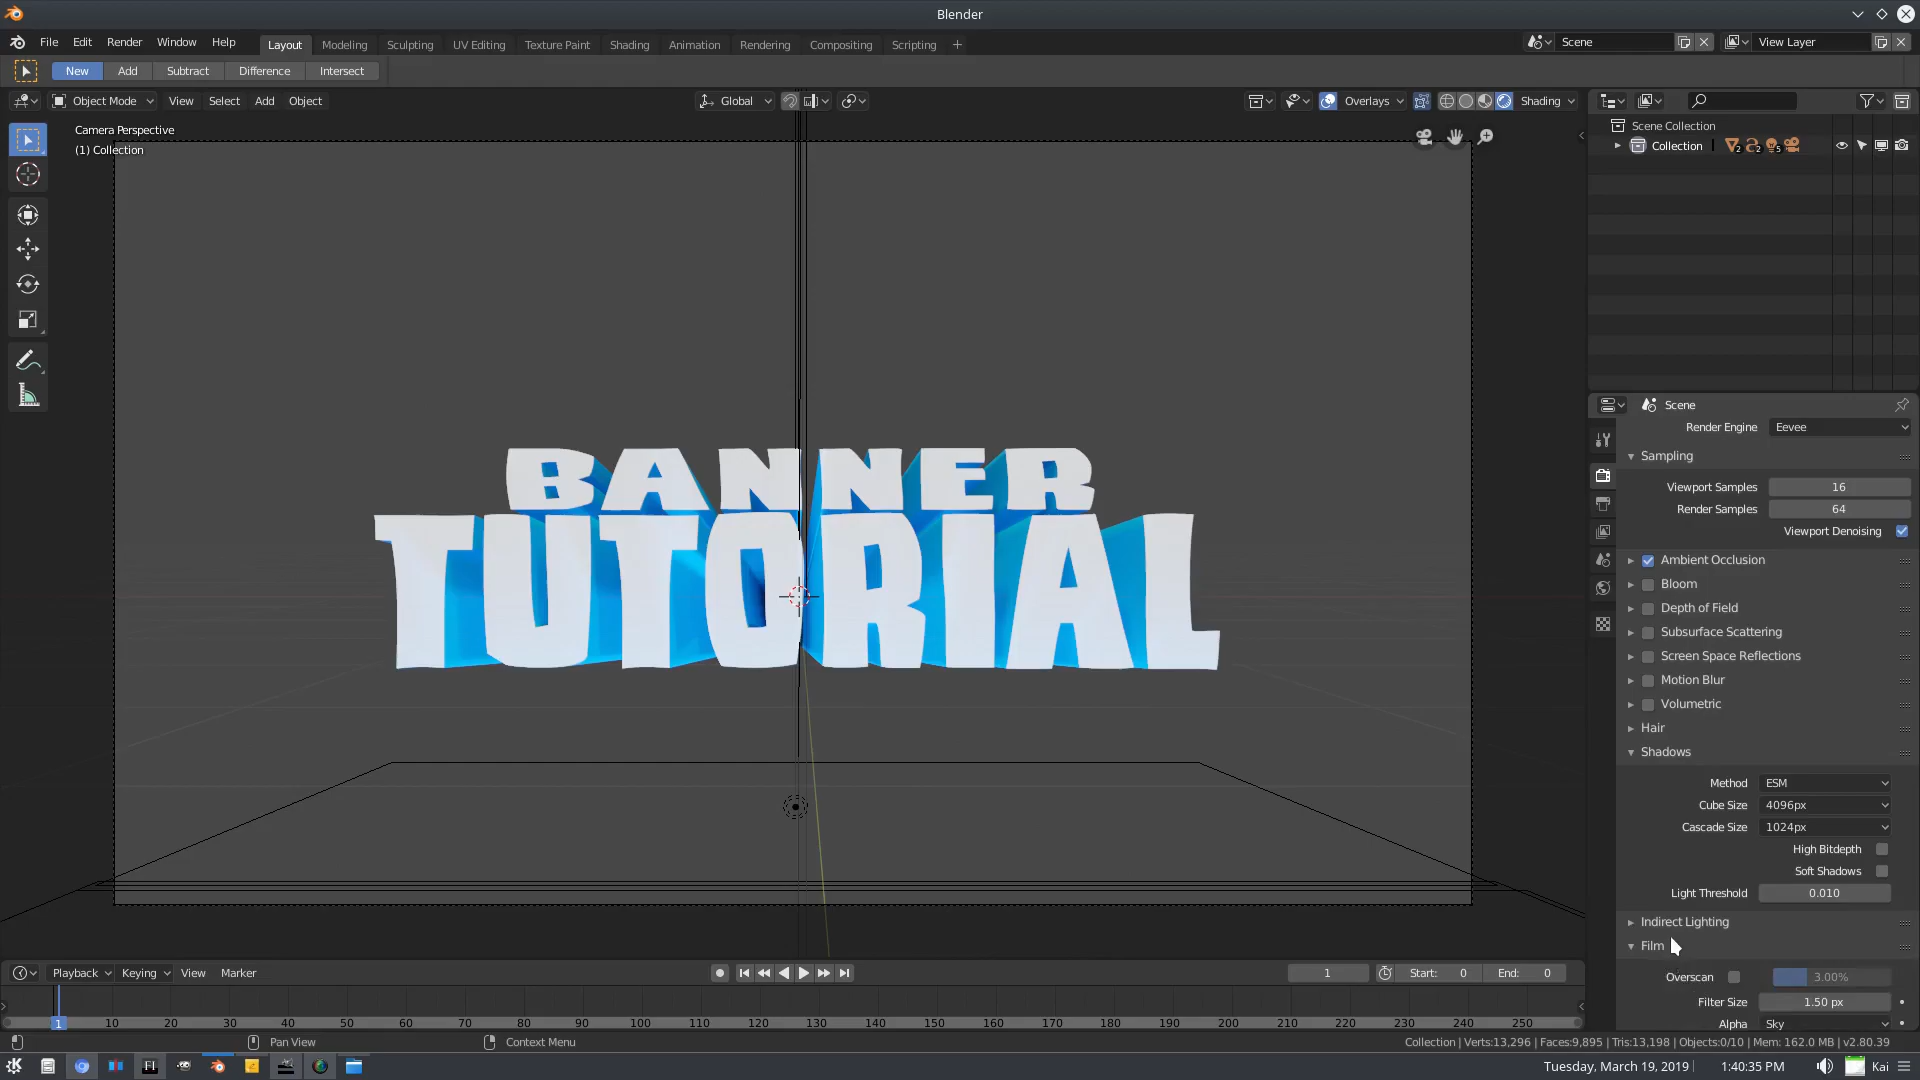 Blender
File Edit Render Window Help Layout Modeling Sculpting UV Editing Texture Paint Shading Animation Rendering Compositing Scripting + Scene View Layer
New Add Subtract Difference Intersect
Object Mode View Select Add Object Global Overlays Shading
Camera Perspective
(1) Collection
BANNER
TUTORIAL
Scene Collection
Collection 2 2 5
Scene
Render Engine Eevee
Sampling
Viewport Samples 16
Render Samples 64
Viewport Denoising
Ambient Occlusion
Bloom
Depth of Field
Subsurface Scattering
Screen Space Reflections
Motion Blur
Volumetric
Hair
Shadows
Method ESM
Cube Size 4096px
Cascade Size 1024px
High Bitdepth
Soft Shadows
Light Threshold 0.010
Indirect Lighting
Film
Overscan 3.00%
Filter Size 1.50 px
Alpha Sky
Playback Keying View Marker 1 Start: 0 End: 0
1 10 20 30 40 50 60 70 80 90 100 110 120 130 140 150 160 170 180 190 200 210 220 230 240 250
Pan View Context Menu Collection | Verts:13,296 | Faces:9,895 | Tris:13,198 | Objects:0/10 | Mem: 162.0 MB | v2.80.39
Tuesday, March 19, 2019 1:40:35 PM Kai